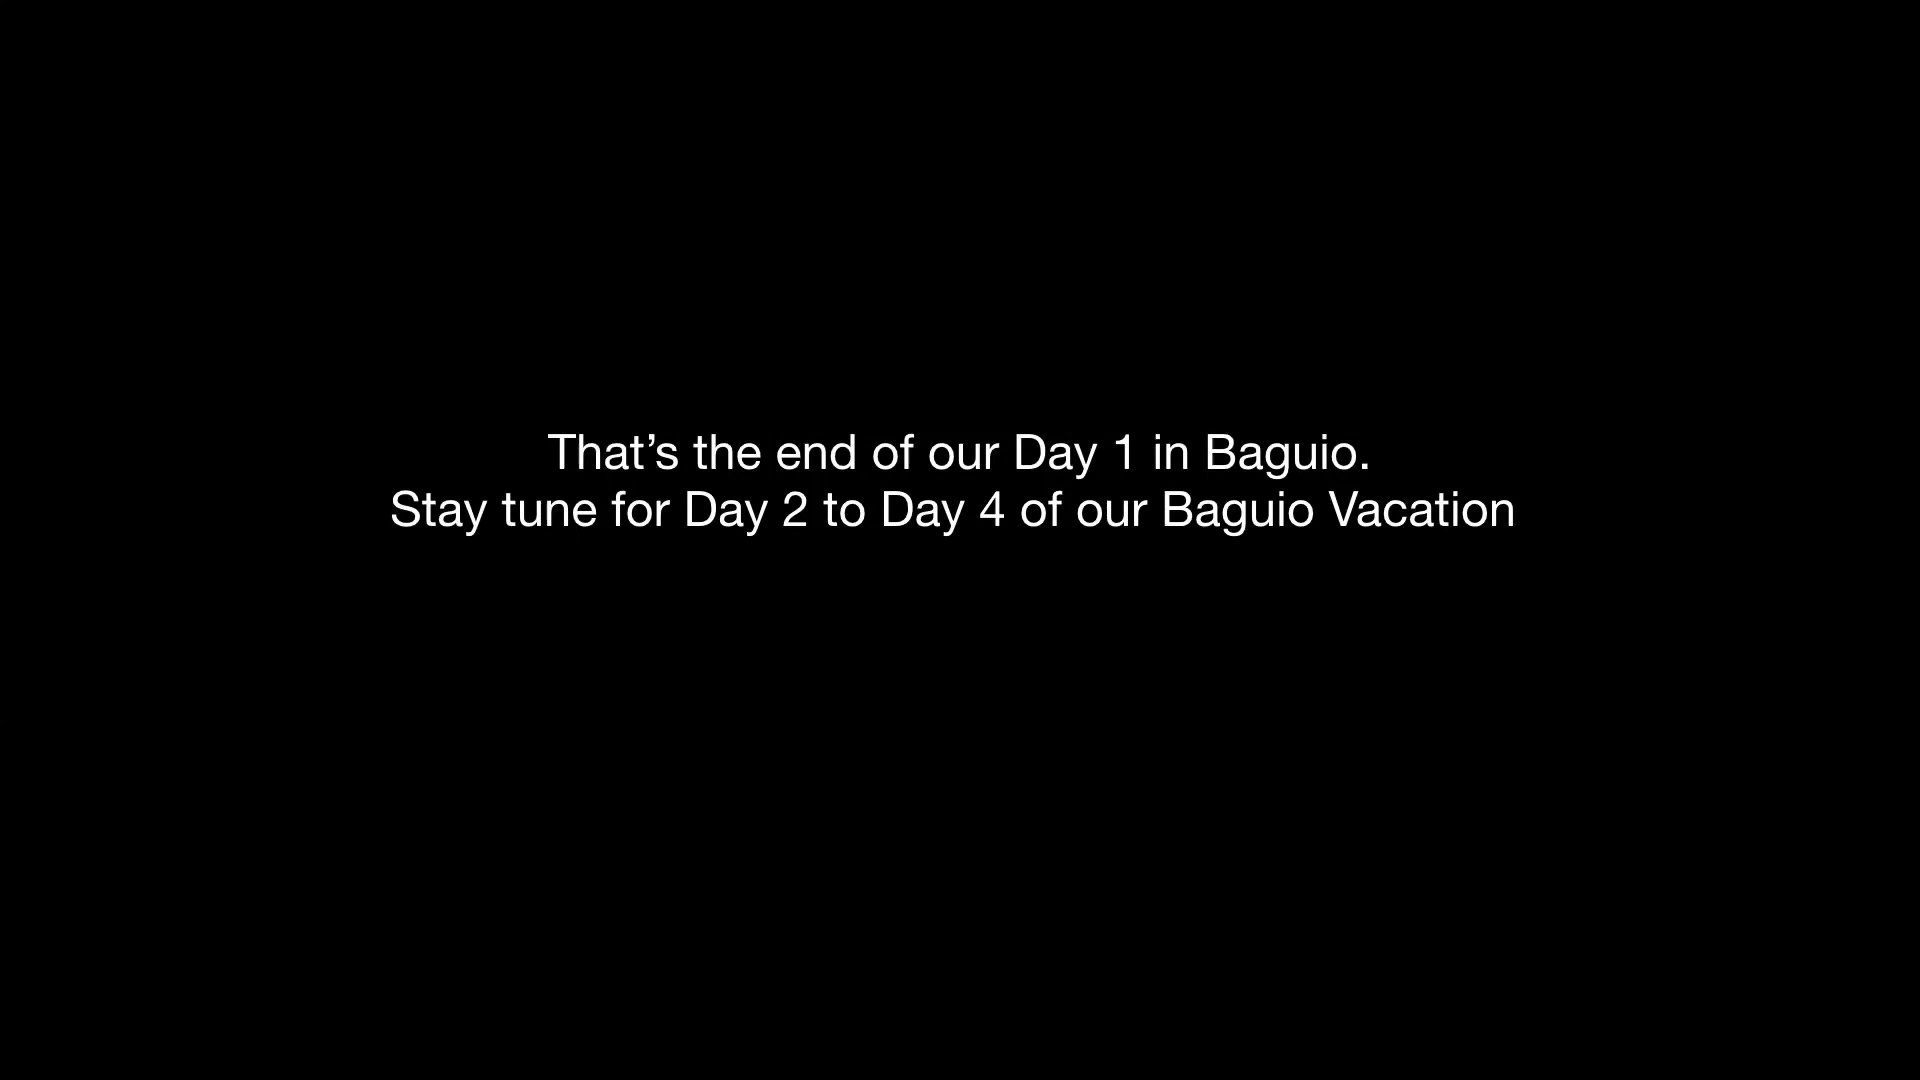 That’s the end of our Day 1 in Baguio.
Stay tune for Day 2 to Day 4 of our Baguio Vacation